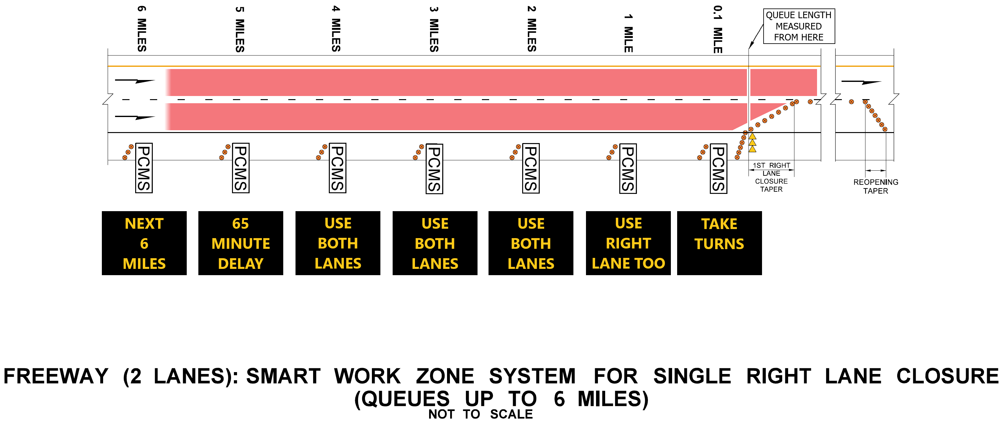 6 MILES
5 MILES
4 MILES
3 MILES
2 MILES
1 MILE
0.1 MILE
QUEUE LENGTH
MEASURED
FROM HERE
PCMS
PCMS
PCMS
PCMS
PCMS
PCMS
PCMS
1ST RIGHT
LANE
CLOSURE
TAPER
REOPENING
TAPER
NEXT
6
MILES
65
MINUTE
DELAY
USE
BOTH
LANES
USE
BOTH
LANES
USE
BOTH
LANES
USE
RIGHT
LANE TOO
TAKE
TURNS
FREEWAY (2 LANES): SMART WORK ZONE SYSTEM FOR SINGLE RIGHT LANE CLOSURE
(QUEUES UP TO 6 MILES)
NOT TO SCALE